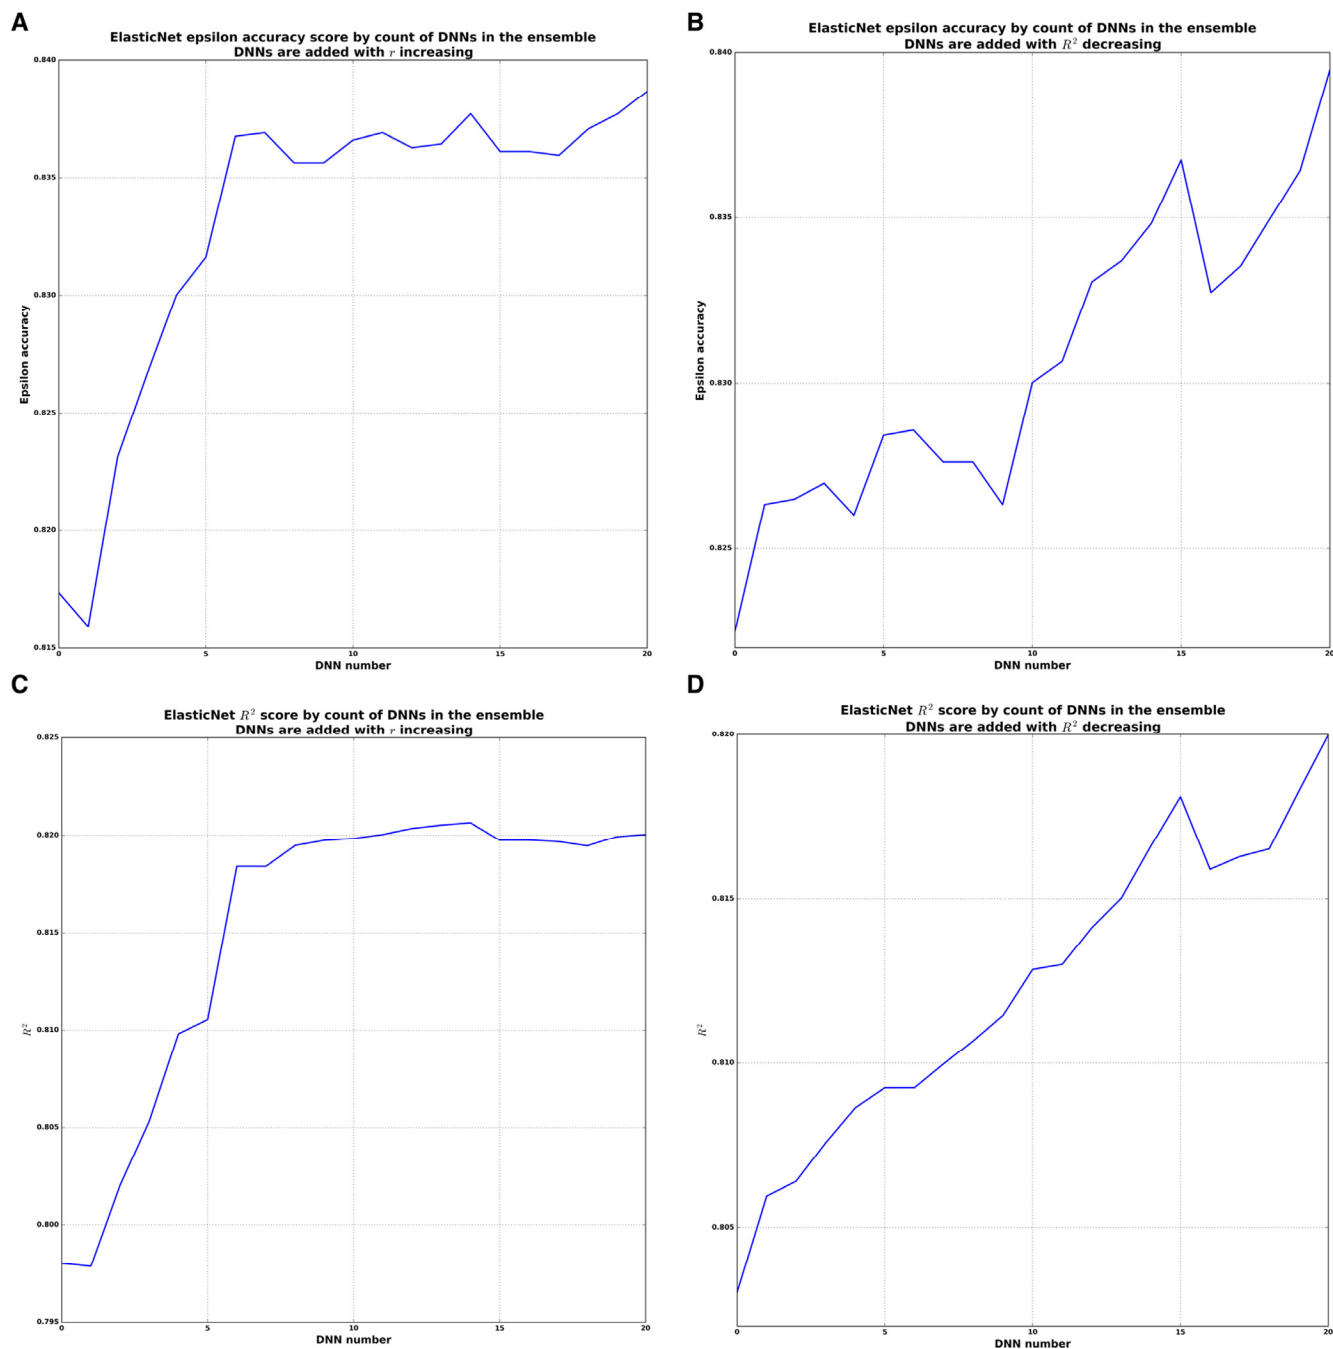 A
ElasticNet epsilon accuracy score by count of DNNs in the ensemble
DNNs are added with r increasing
0.840
0.835
0.830
0.825
0.820
0.815
Epsilon accuracy
0
5
10
15
20
DNN number
B
ElasticNet epsilon accuracy by count of DNNs in the ensemble
DNNs are added with R² decreasing
0.840
0.835
0.830
0.825
Epsilon accuracy
0
5
10
15
20
DNN number
C
ElasticNet R² score by count of DNNs in the ensemble
DNNs are added with r increasing
0.825
0.820
0.815
0.810
0.805
0.800
0.795
R²
0
5
10
15
20
DNN number
D
ElasticNet R² score by count of DNNs in the ensemble
DNNs are added with R² decreasing
0.820
0.815
0.810
0.805
R²
0
5
10
15
20
DNN number